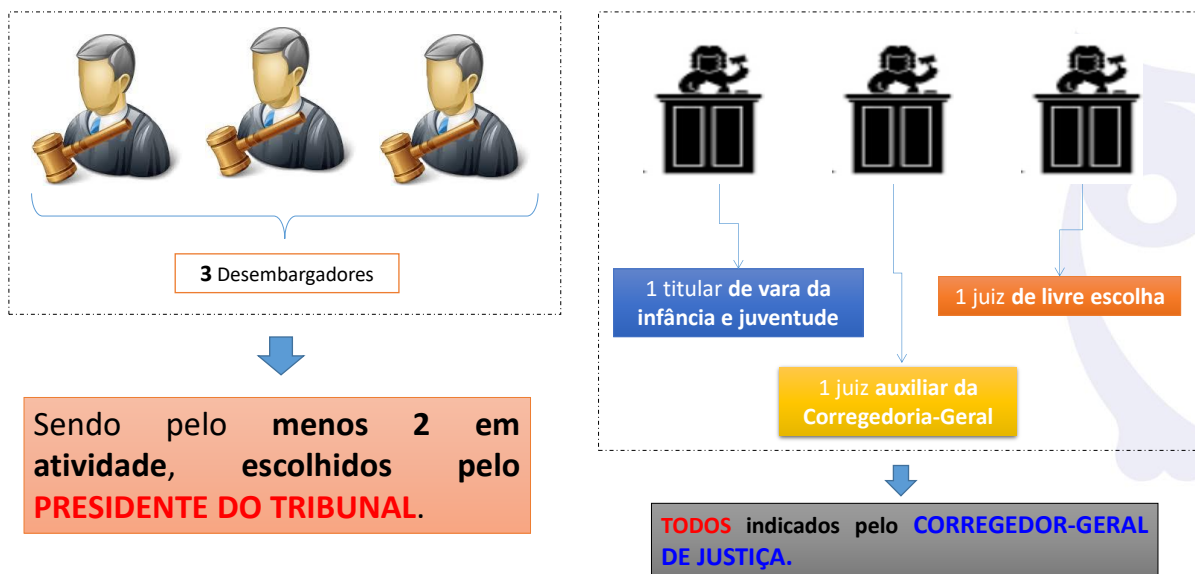 3 Desembargadores
Sendo pelo menos 2 em
atividade, escolhidos pelo
PRESIDENTE DO TRIBUNAL.
1 titular de vara da
infância e juventude
1 juiz de livre escolha
1 juiz auxiliar da
Corregedoria-Geral
TODOS indicados pelo CORREGEDOR-GERAL
DE JUSTIÇA.